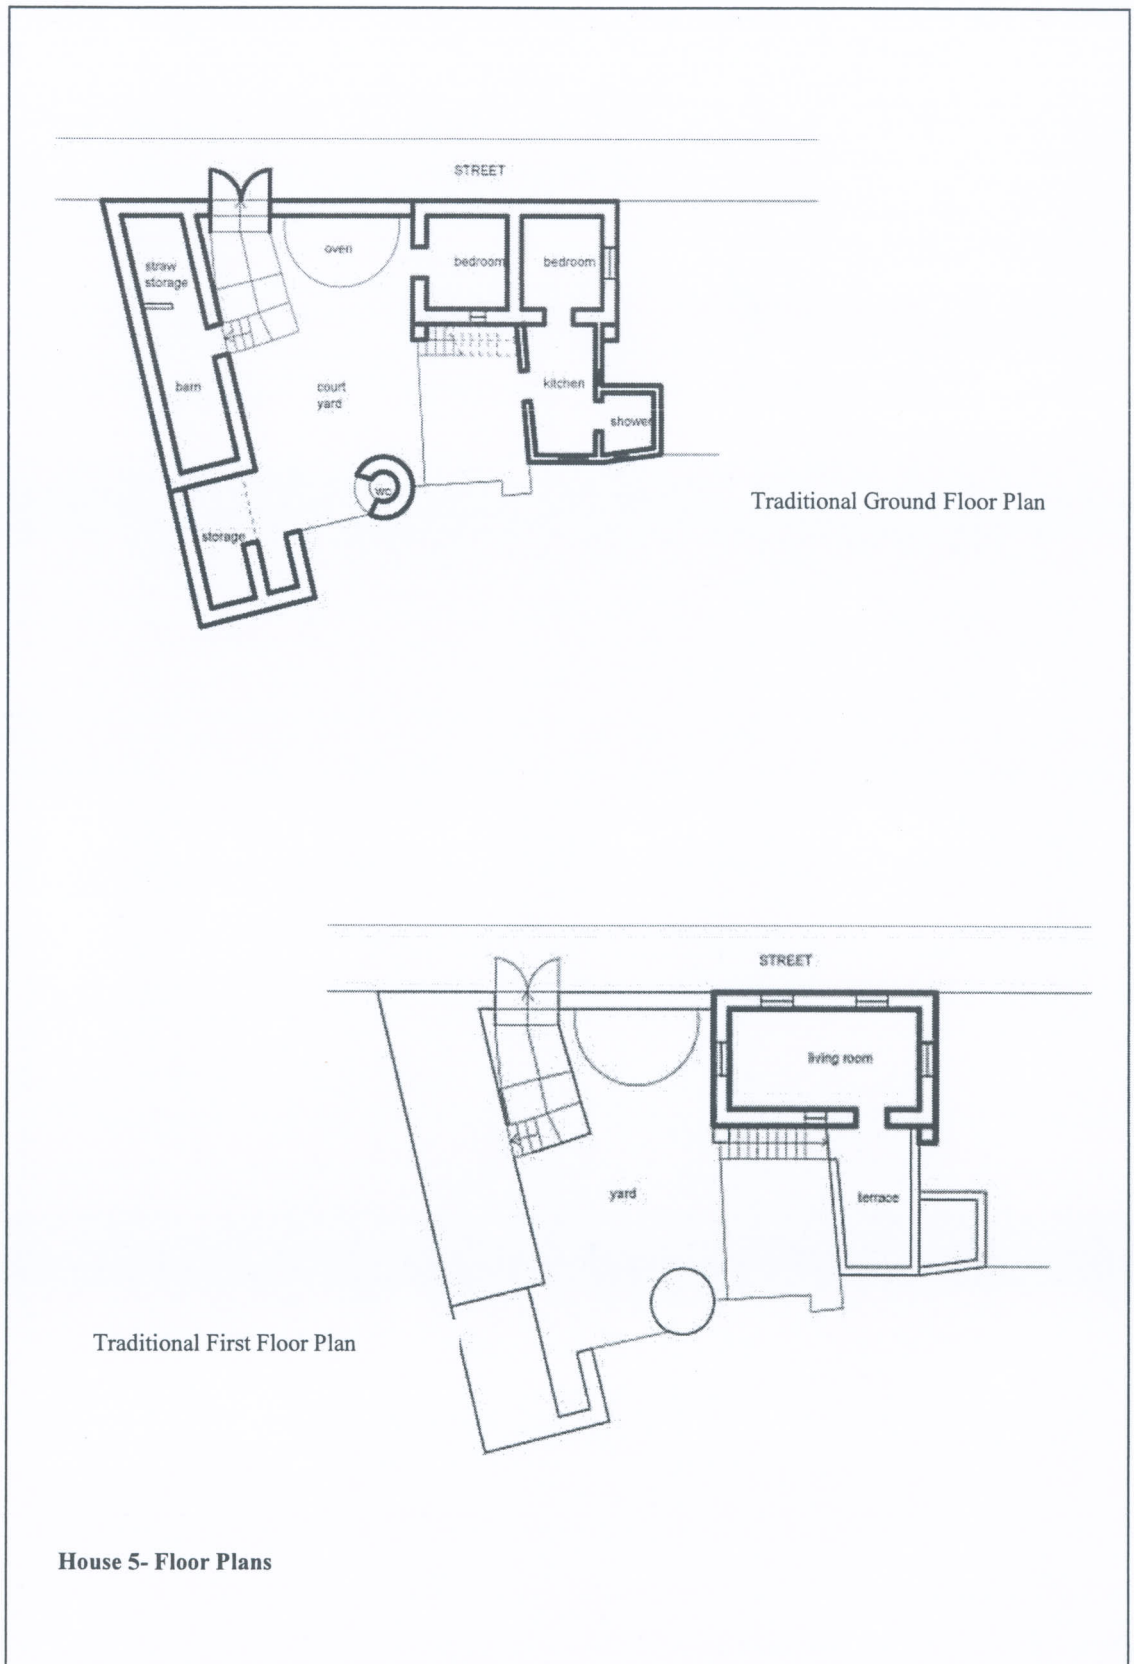 STREET
oven
bedroom
bedroom
straw
storage
barn
court
yard
kitchen
shower
wc
storage
Traditional Ground Floor Plan
STREET
living room
yard
terrace
Traditional First Floor Plan
House 5- Floor Plans